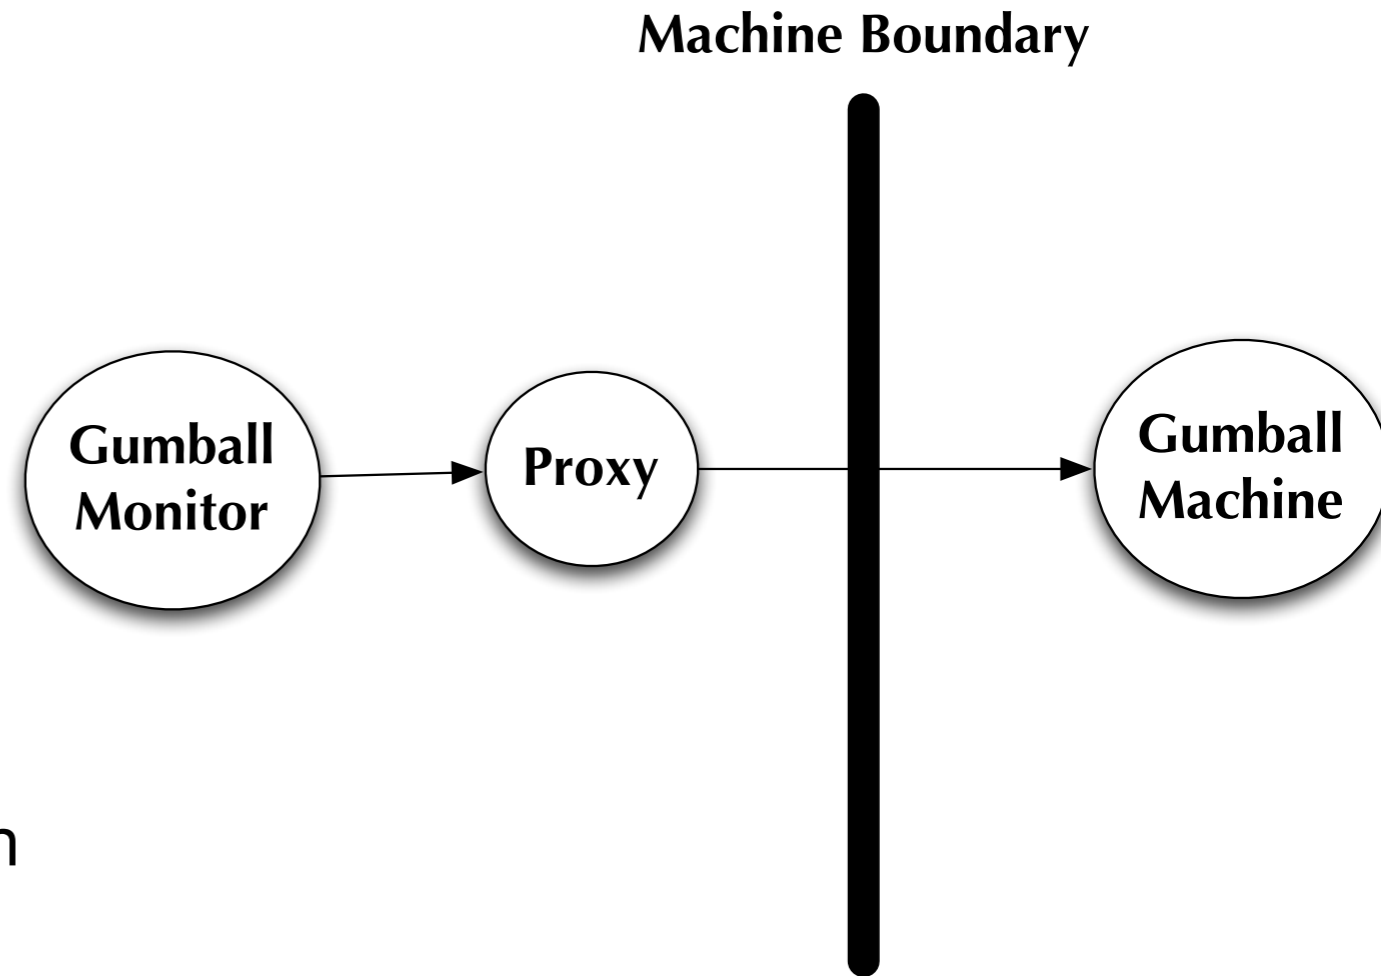 Machine Boundary
Gumball
Monitor
Proxy
Gumball
Machine
n